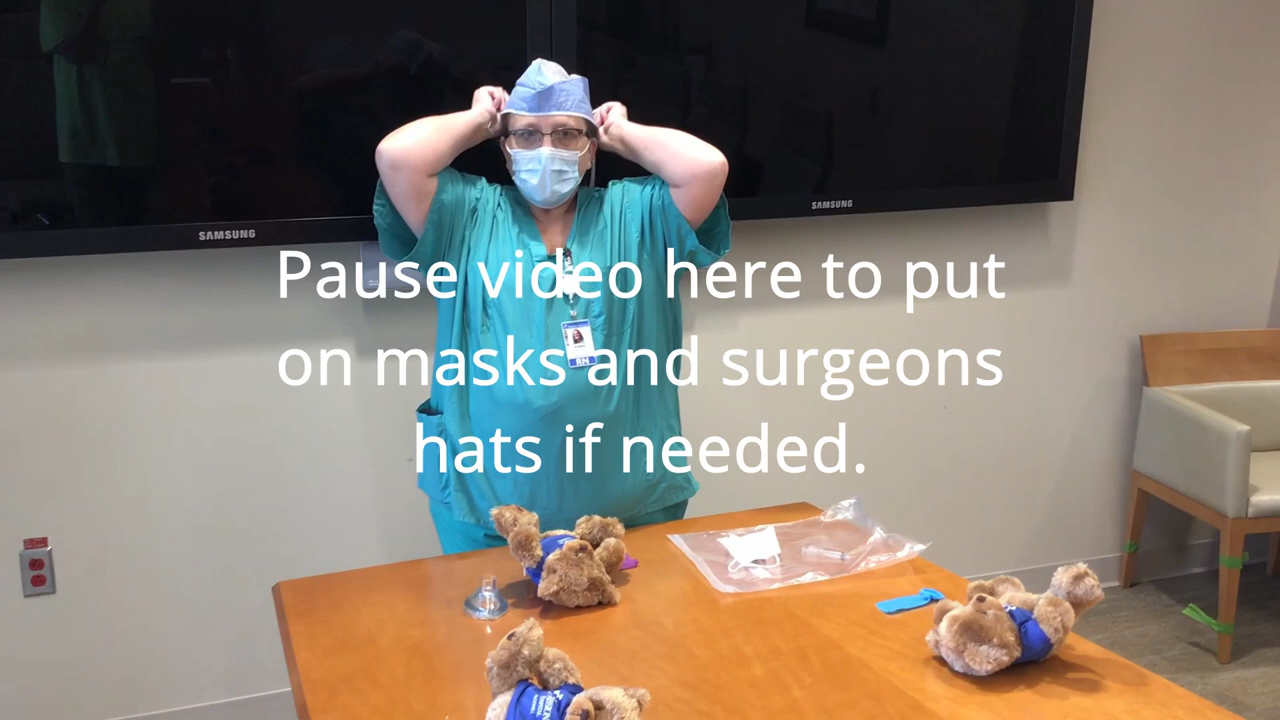 SAMSUNG
SAMSUNG
Pause video here to put
on masks and surgeons
hats if needed.
RN